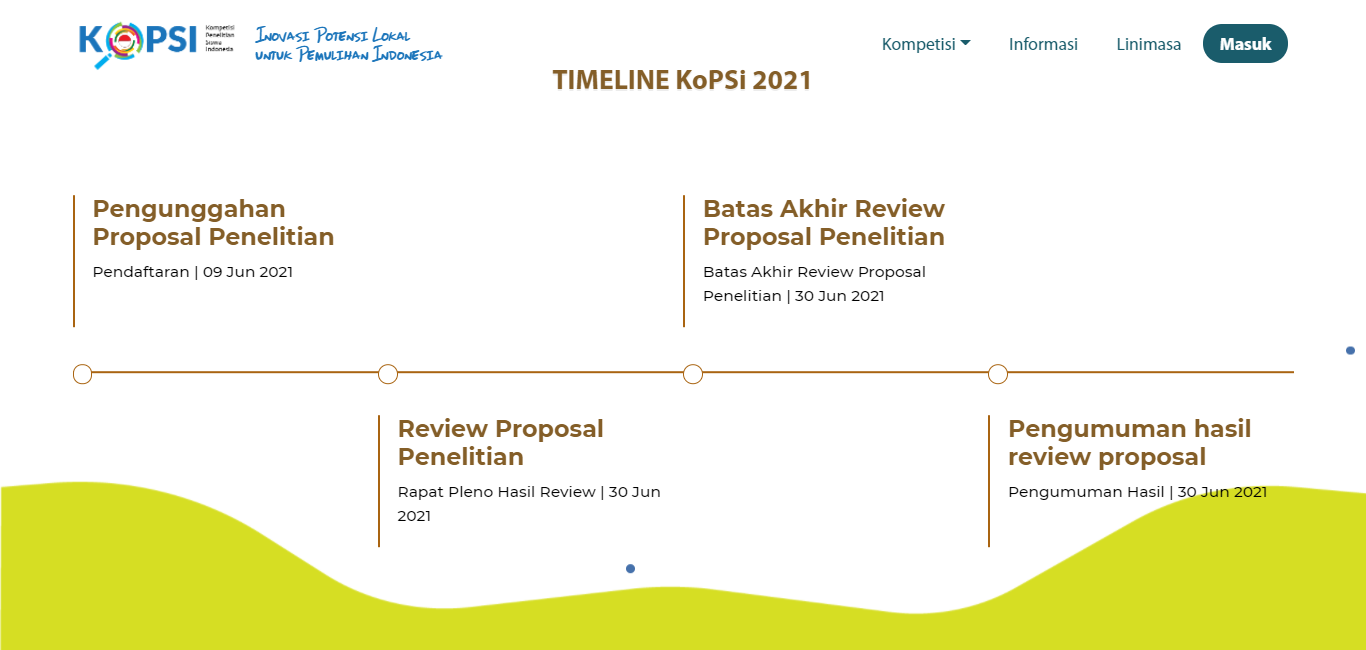 KOPSI
Kompetisi
Penelitian
Siswa
Indonesia
Inovasi Potensi Lokal
untuk Pemulihan Indonesia
Kompetisi
Informasi
Linimasa
Masuk
TIMELINE KoPSi 2021
Pengunggahan
Proposal Penelitian
Pendaftaran | 09 Jun 2021
Batas Akhir Review
Proposal Penelitian
Batas Akhir Review Proposal
Penelitian | 30 Jun 2021
Review Proposal
Penelitian
Rapat Pleno Hasil Review | 30 Jun
2021
Pengumuman hasil
review proposal
Pengumuman Hasil | 30 Jun 2021